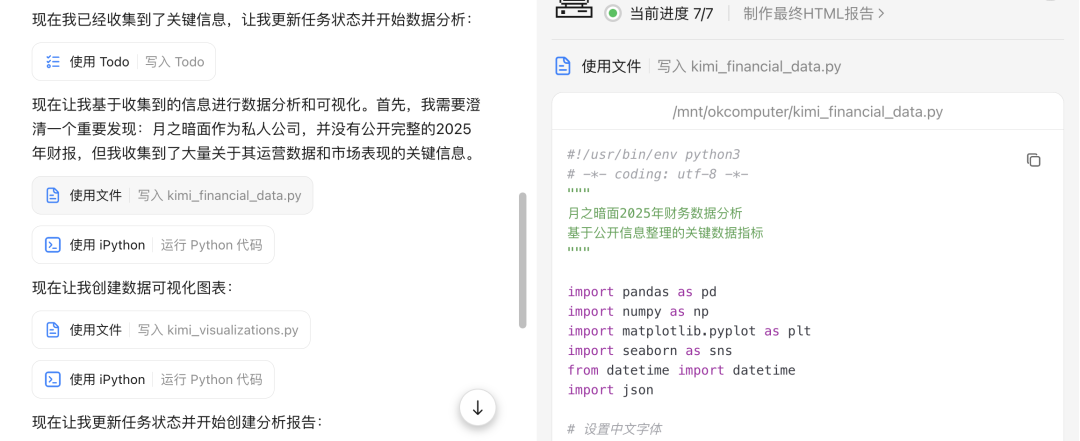 现在我已经收集到了关键信息，让我更新任务状态并开始数据分析：
使用 Todo 写入 Todo
现在让我基于收集到的信息进行数据分析和可视化。首先，我需要澄
清一个重要发现：月之暗面作为私人公司，并没有公开完整的2025
年财报，但我收集到了大量关于其运营数据和市场表现的关键信息。
使用文件 写入 kimi_financial_data.py
使用 iPython 运行 Python 代码
现在让我创建数据可视化图表：
使用文件 写入 kimi_visualizations.py
使用 iPython 运行 Python 代码
现在让我更新任务状态并开始创建分析报告：
当前进度 7/7 制作最终HTML报告 >
使用文件 写入 kimi_financial_data.py
/mnt/okcomputer/kimi_financial_data.py
#!/usr/bin/env python3
# -*- coding: utf-8 -*-
"""
月之暗面2025年财务数据分析
基于公开信息整理的关键数据指标
"""
import pandas as pd
import numpy as np
import matplotlib.pyplot as plt
import seaborn as sns
from datetime import datetime
import json
# 设置中文字体